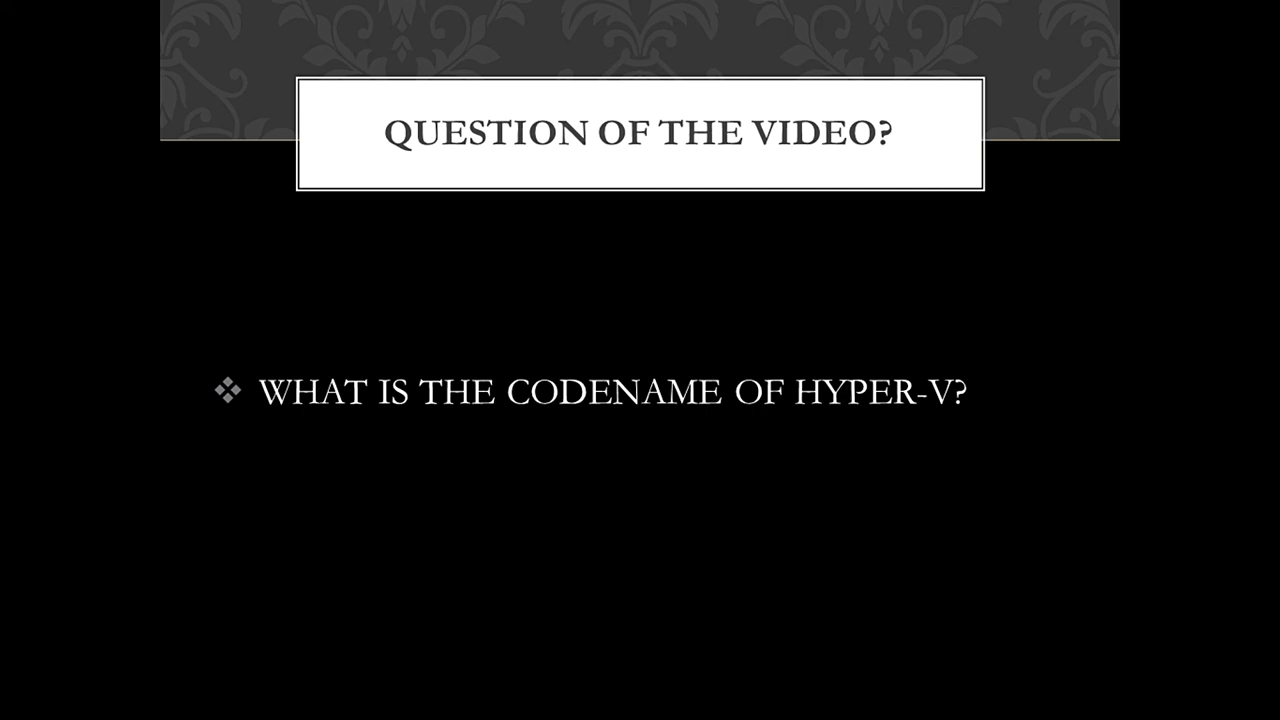 QUESTION OF THE VIDEO?
WHAT IS THE CODENAME OF HYPER-V?